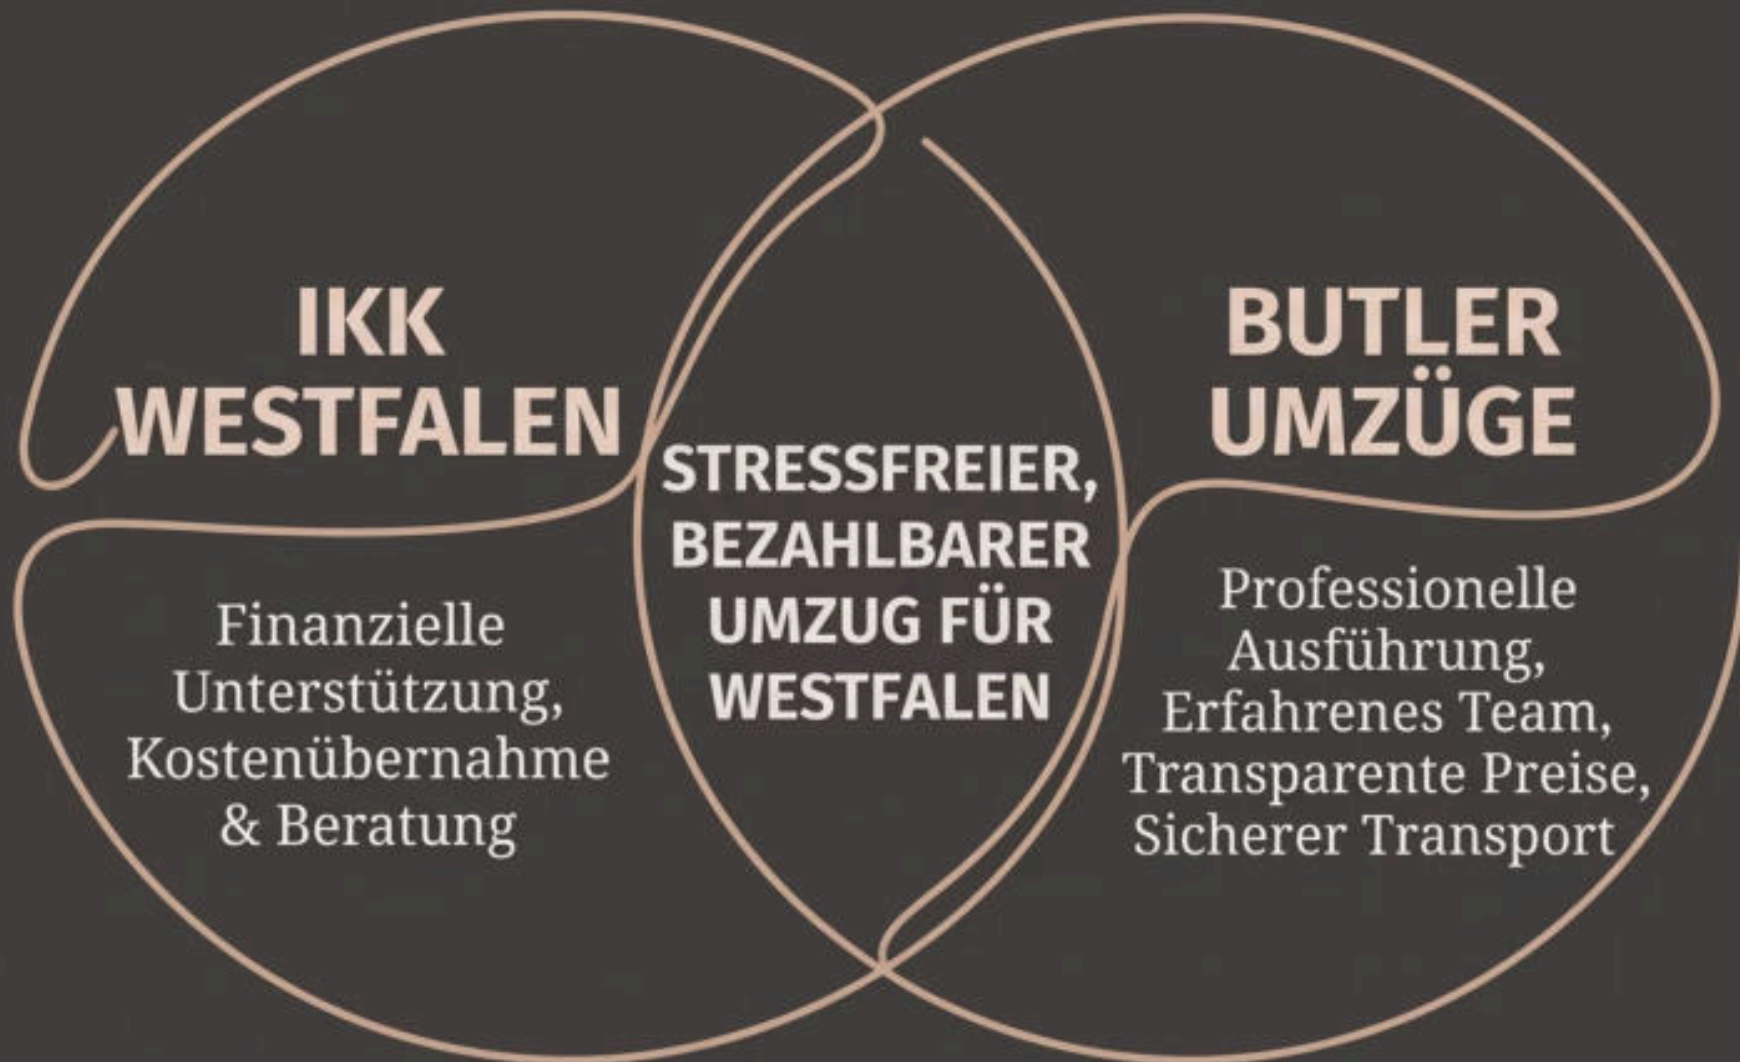 IKK
WESTFALEN
Finanzielle
Unterstützung,
Kostenübernahme
& Beratung
STRESSFREIER,
BEZAHLBARER
UMZUG FÜR
WESTFALEN
BUTLER
UMZÜGE
Professionelle
Ausführung,
Erfahrenes Team,
Transparente Preise,
Sicherer Transport